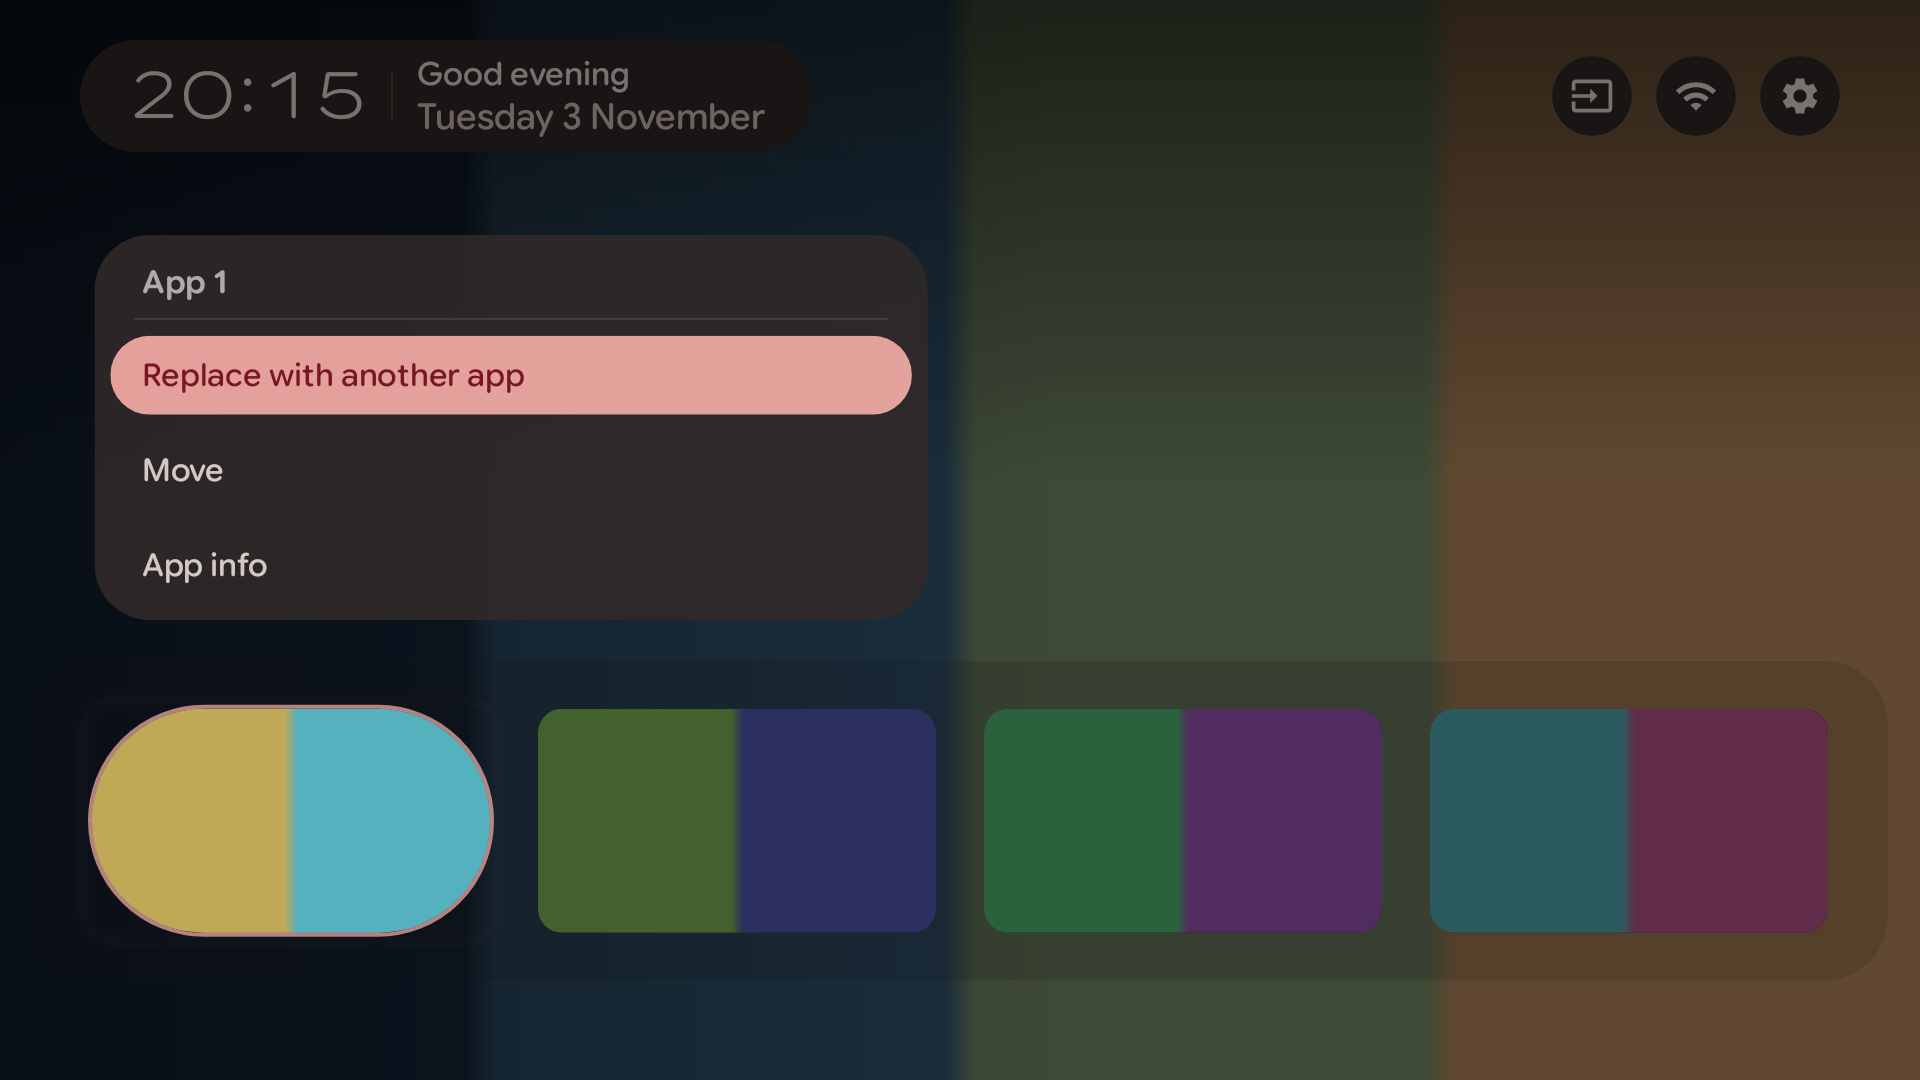 20:15
Good evening
Tuesday 3 November
App 1
Replace with another app
Move
App info